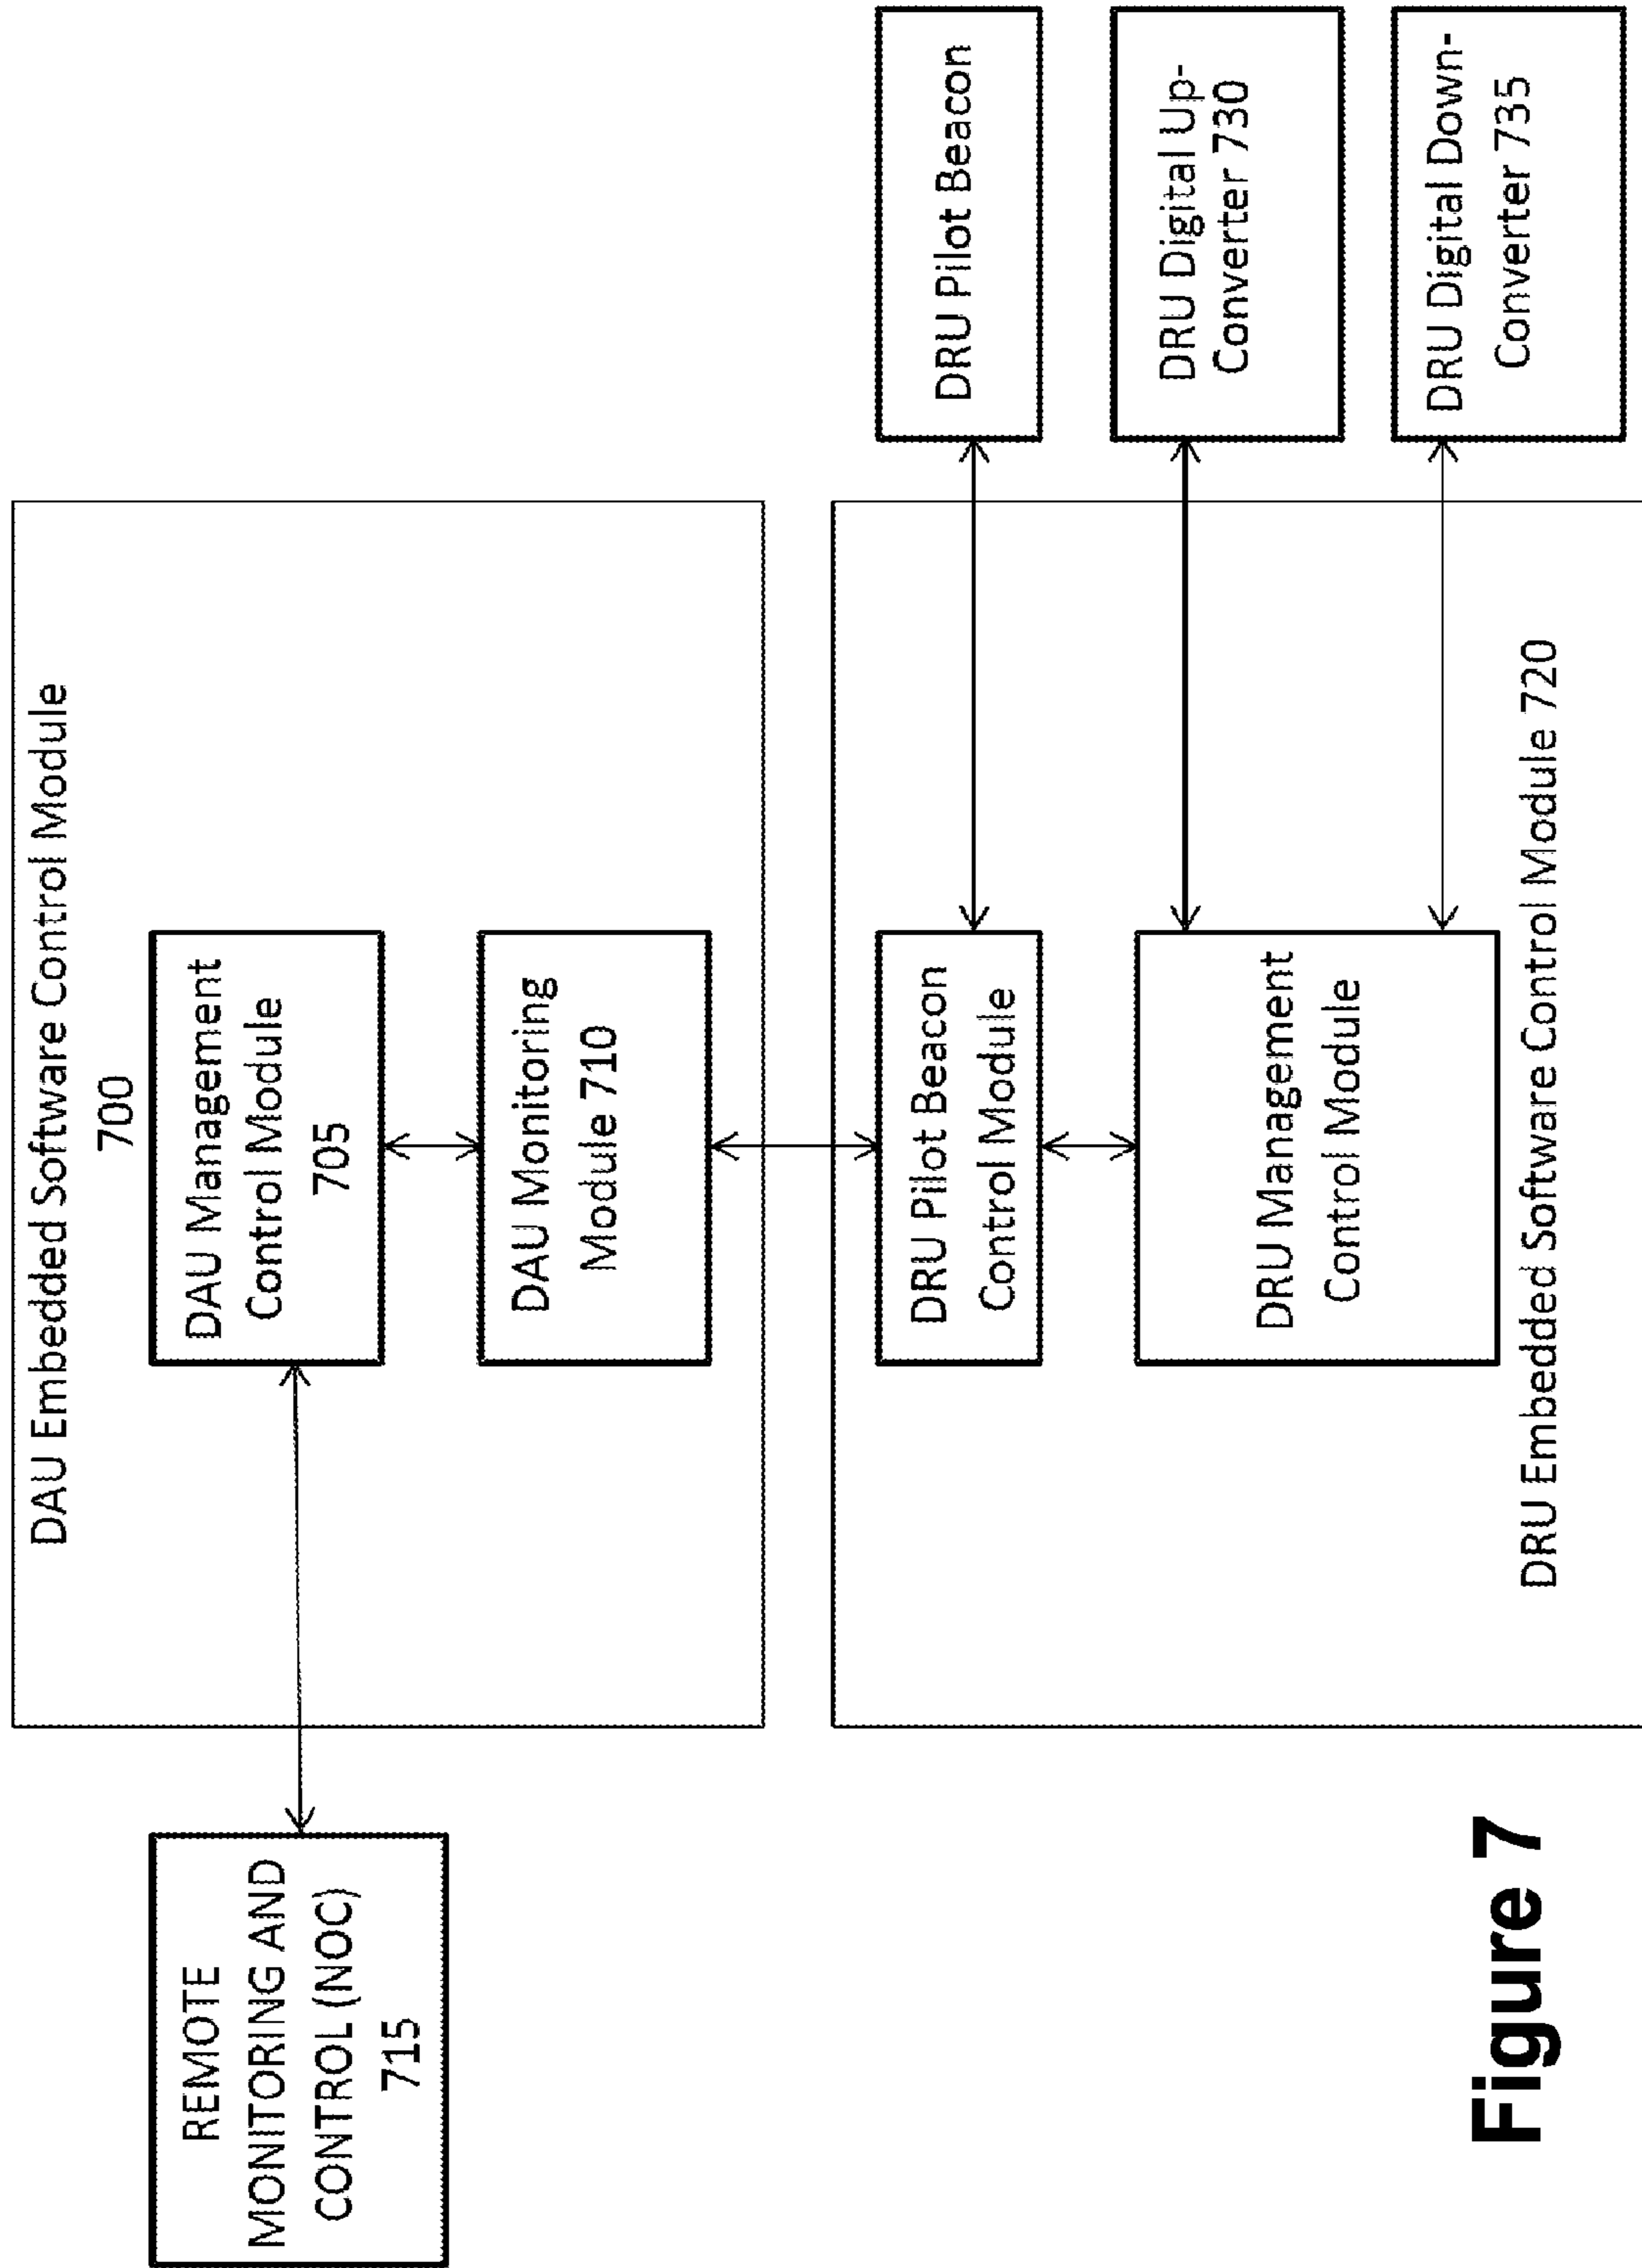 DAU Embedded Software Control Module
700
DAU Management
Control Module
705
DAU Monitoring
Module 710
REMOTE
MONITORING AND
CONTROL (NOC)
715
DRU Pilot Beacon
Control Module
DRU Management
Control Module
DRU Embedded Software Control Module 720
DRU Pilot Beacon
DRU Digital Up-
Converter 730
DRU Digital Down-
Converter 735
Figure 7